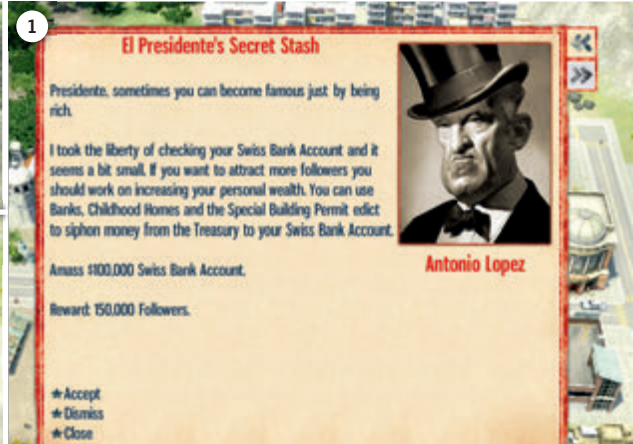 1
El Presidente's Secret Stash
Presidente, sometimes you can become famous just by being
rich.
I took the liberty of checking your Swiss Bank Account and it
seems a bit small. If you want to attract more followers you
should work on increasing your personal wealth. You can use
Banks, Childhood Homes and the Special Building Permit edict
to siphon money from the Treasury to your Swiss Bank Account.
Antonio Lopez
Amass $100,000 Swiss Bank Account.
Reward: 150,000 Followers.
★Accept
★Dismiss
★Close